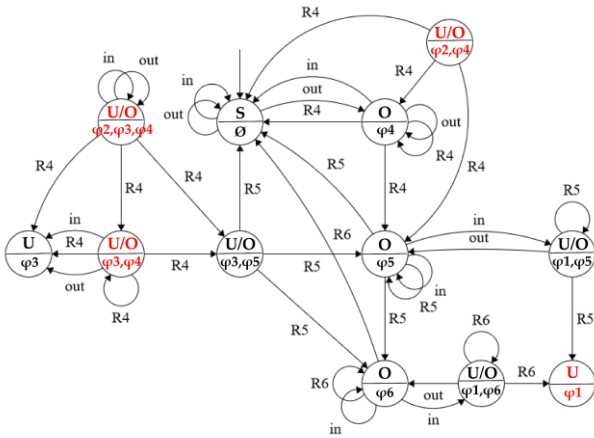 R4
U/O
φ2,φ4
in
out
in
out
R4
in
out
S
Ø
R4
O
φ4
out
R4
U/O
φ2,φ3,φ4
R4
R4
R4
R5
R5
R4
R4
R6
in
out
R5
U
φ3
in
R4
out
U/O
φ3,φ4
R4
R4
U/O
φ3,φ5
R5
O
φ5
in
R5
U/O
φ1,φ5
R5
R5
R6
R5
R6
in
O
φ6
out
in
U/O
φ1,φ6
R6
U
φ1